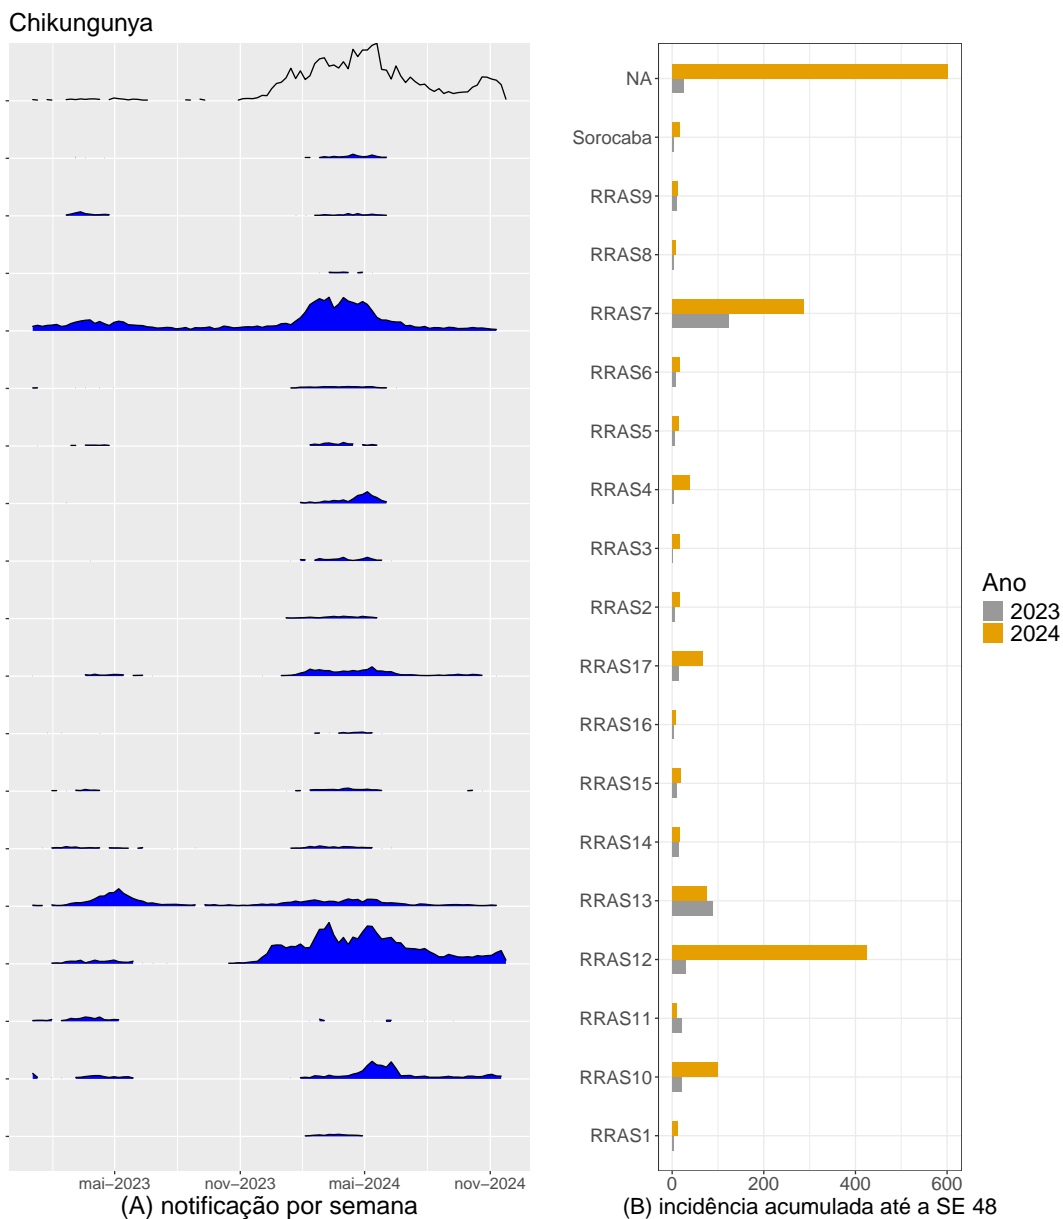 Chikungunya
NA
Sorocaba
RRAS9
RRAS8
RRAS7
RRAS6
RRAS5
RRAS4
RRAS3
RRAS2
RRAS17
RRAS16
RRAS15
RRAS14
RRAS13
RRAS12
RRAS11
RRAS10
RRAS1
mai−2023 nov−2023 mai−2024 nov−2024
(A) notificação por semana
0 200 400 600
(B) incidência acumulada até a SE 48
Ano
2023
2024